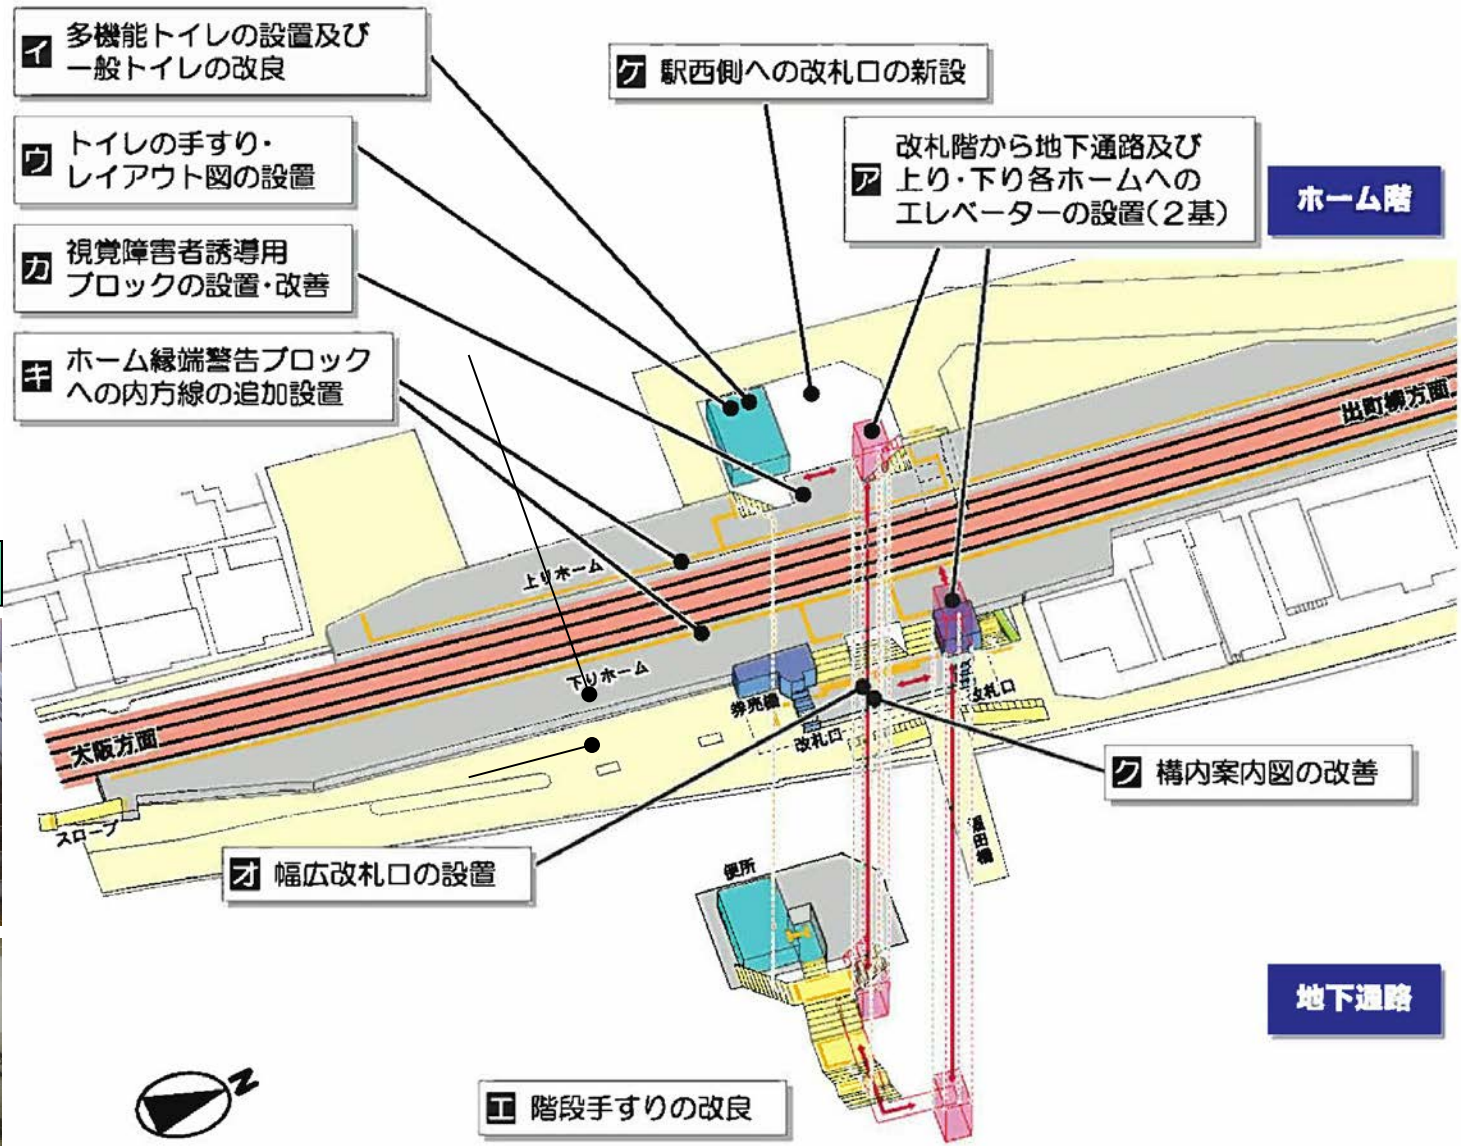 イ 多機能トイレの設置及び
一般トイレの改良
ウ トイレの手すり・
レイアウト図の設置
カ 視覚障害者誘導用
ブロックの設置・改善
キ ホーム縁端警告ブロック
への内方線の追加設置
ケ 駅西側への改札口の新設
ア 改札階から地下通路及び
上り・下り各ホームへの
エレベーターの設置(2基)
ホーム階
出町柳方面
上りホーム
下りホーム
大阪方面
スロープ
券売機
改札口
改札口
ク 構内案内図の改善
オ 幅広改札口の設置
便所
地下通路
エ 階段手すりの改良
N